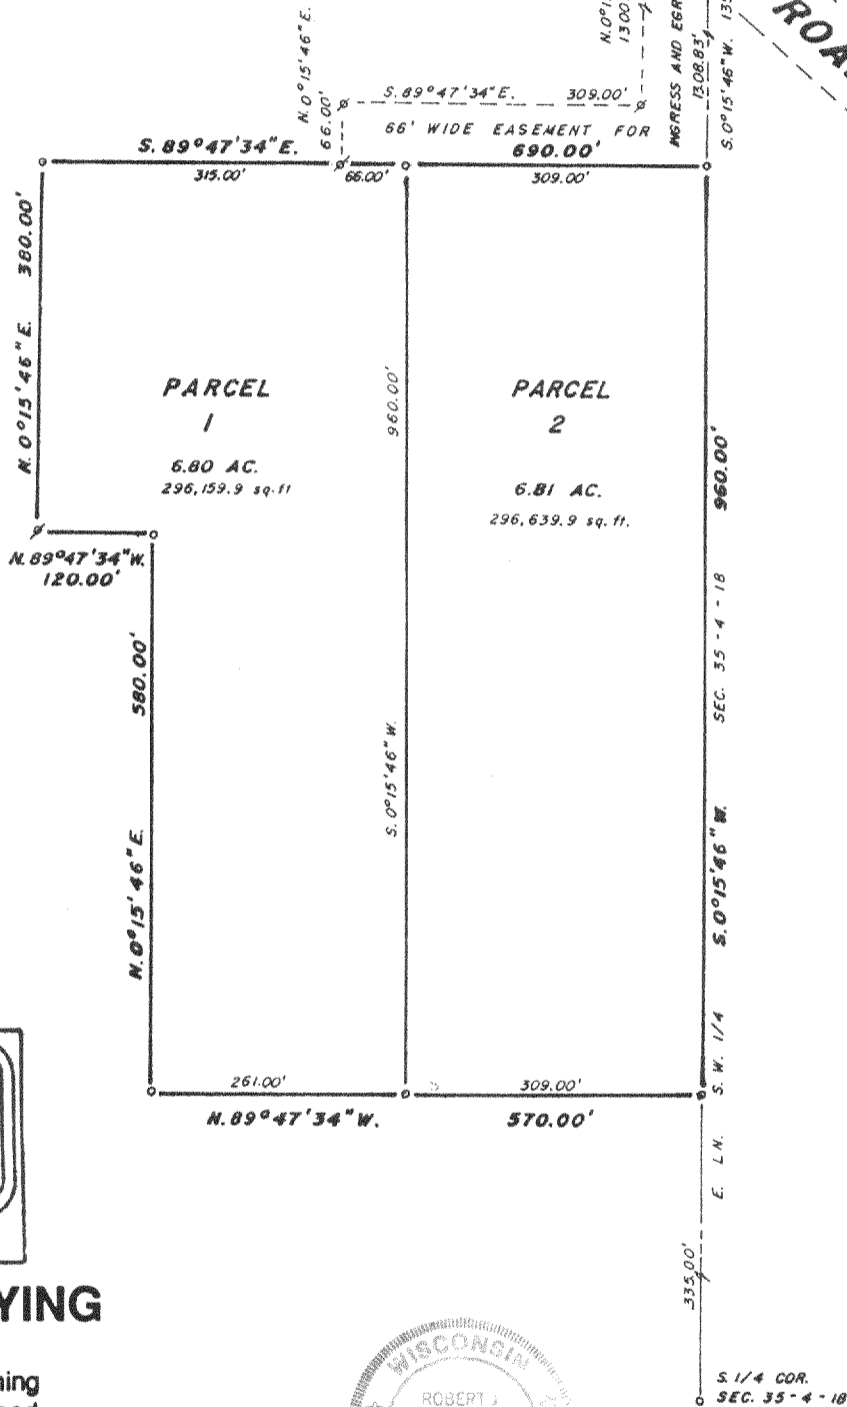 N.0°15'46"E.
66.00'
S.89°47'34"E. 309.00'
66' WIDE EASEMENT FOR
1308.83'
S.0°15'46"W.
S.89°47'34"E. 690.00'
315.00' 66.00' 309.00'
N.0°15'46"E. 380.00'
PARCEL
1
6.80 AC.
296,159.9 sq.ft
960.00'
S.0°15'46"W.
PARCEL
2
6.81 AC.
296,639.9 sq.ft.
960.00'
S.0°15'46"W.
N.89°47'34"W.
120.00'
580.00'
N.0°15'46"E.
E. LN. S.W. 1/4 SEC. 35-4-18
261.00' 309.00'
N.89°47'34"W. 570.00'
335.00'
WISCONSIN
ROBERT J
S. 1/4 COR.
SEC. 35-4-18